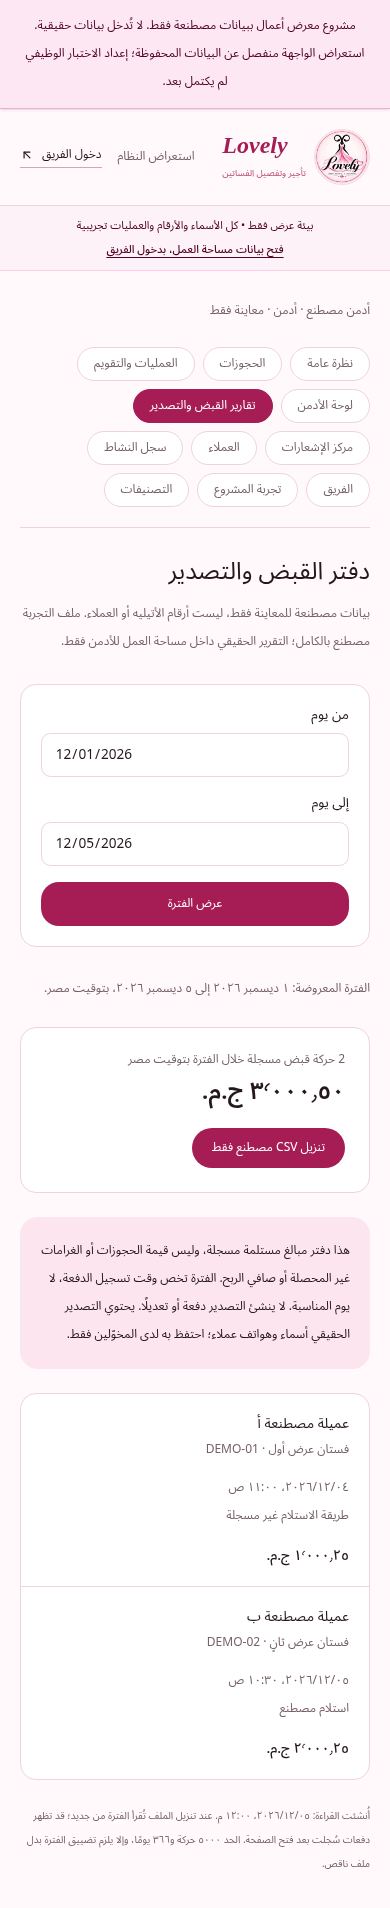 مشروع معرض أعمال ببيانات مصطنعة فقط. لا تُدخل بيانات حقيقية.
استعراض الواجهة منفصل عن البيانات المحفوظة؛ إعداد الاختبار الوظيفي
لم يكتمل بعد.
Lovely
Lovely
تأجير وتفصيل الفساتين
استعراض النظام
دخول الفريق
بيئة عرض فقط • كل الأسماء والأرقام والعمليات تجريبية
فتح بيانات مساحة العمل، بدخول الفريق
أدمن مصطنع · أدمن · معاينة فقط
نظرة عامة
الحجوزات
العمليات والتقويم
لوحة الأدمن
تقارير القبض والتصدير
مركز الإشعارات
العملاء
سجل النشاط
الفريق
تجربة المشروع
التصنيفات
دفتر القبض والتصدير
بيانات مصطنعة للمعاينة فقط، ليست أرقام الأتيليه أو العملاء. ملف التجربة
مصطنع بالكامل؛ التقرير الحقيقي داخل مساحة العمل للأدمن فقط.
من يوم
12/01/2026
إلى يوم
12/05/2026
عرض الفترة
الفترة المعروضة: ١ ديسمبر ٢٠٢٦ إلى ٥ ديسمبر ٢٠٢٦، بتوقيت مصر.
2 حركة قبض مسجلة خلال الفترة بتوقيت مصر
٣٬٠٠٠٫٥٠ ج.م.
تنزيل CSV مصطنع فقط
هذا دفتر مبالغ مستلمة مسجلة، وليس قيمة الحجوزات أو الغرامات
غير المحصلة أو صافي الربح. الفترة تخص وقت تسجيل الدفعة، لا
يوم المناسبة. لا ينشئ التصدير دفعة أو تعديلًا. يحتوي التصدير
الحقيقي أسماء وهواتف عملاء؛ احتفظ به لدى المخوّلين فقط.
عميلة مصطنعة أ
فستان عرض أول · DEMO-01
٢٠٢٦/١٢/٠٤، ١١:٠٠ ص
طريقة الاستلام غير مسجلة
١٬٠٠٠٫٢٥ ج.م.
عميلة مصطنعة ب
فستان عرض ثانٍ · DEMO-02
٢٠٢٦/١٢/٠٥، ١٠:٣٠ ص
استلام مصطنع
٢٬٠٠٠٫٢٥ ج.م.
أُنشئت القراءة: ٢٠٢٦/١٢/٠٥، ١٢:٠٠ م. عند تنزيل الملف تُقرأ الفترة من جديد؛ قد تظهر
دفعات سُجلت بعد فتح الصفحة. الحد ٥٠٠٠ حركة و٣٦٦ يومًا، وإلا يلزم تضييق الفترة بدل
ملف ناقص.